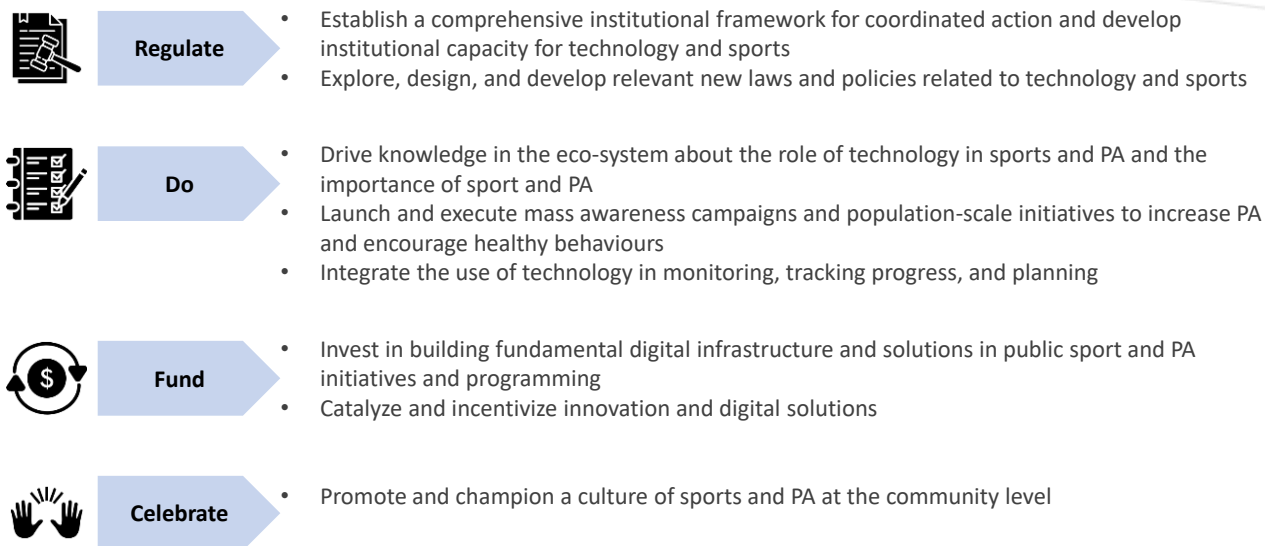 Regulate
• Establish a comprehensive institutional framework for coordinated action and develop
institutional capacity for technology and sports
• Explore, design, and develop relevant new laws and policies related to technology and sports
Do
• Drive knowledge in the eco-system about the role of technology in sports and PA and the
importance of sport and PA
• Launch and execute mass awareness campaigns and population-scale initiatives to increase PA
and encourage healthy behaviours
• Integrate the use of technology in monitoring, tracking progress, and planning
$
Fund
• Invest in building fundamental digital infrastructure and solutions in public sport and PA
initiatives and programming
• Catalyze and incentivize innovation and digital solutions
Celebrate
• Promote and champion a culture of sports and PA at the community level